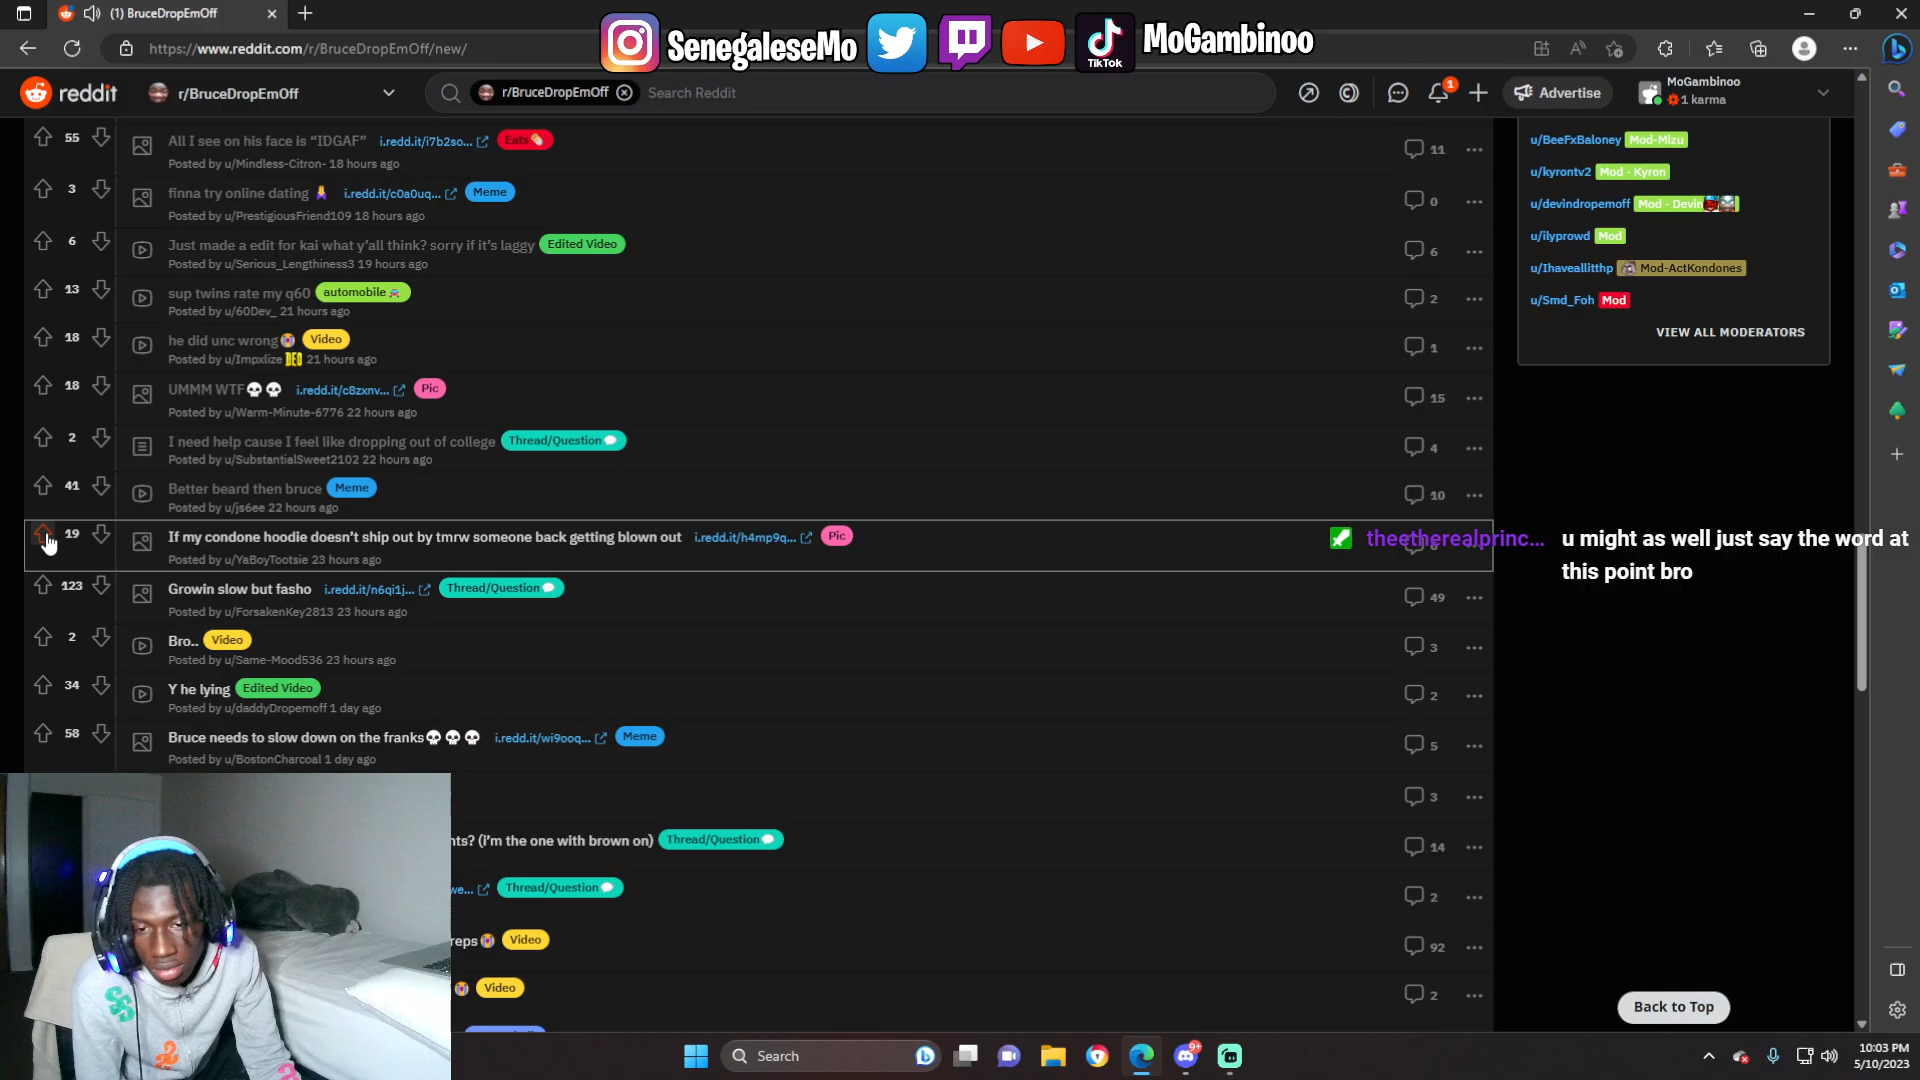 (1) BruceDropEmOff
https://www.reddit.com/r/BruceDropEmOff/new/
SenegaleseMo
TikTok
MoGambinoo
reddit
r/BruceDropEmOff
r/BruceDropEmOff
Search Reddit
1
Advertise
MoGambinoo
1 karma
55
All I see on his face is “IDGAF”
i.redd.it/i7b2so...
Eats
Posted by u/Mindless-Citron- 18 hours ago
11
3
finna try online dating
i.redd.it/c0a0uq...
Meme
Posted by u/PrestigiousFriend109 18 hours ago
0
6
Just made a edit for kai what y’all think? sorry if it’s laggy
Edited Video
Posted by u/Serious_Lengthiness3 19 hours ago
6
13
sup twins rate my q60
automobile
Posted by u/60Dev_ 21 hours ago
2
18
he did unc wrong
Video
Posted by u/Impxlize DEO 21 hours ago
1
18
UMMM WTF
i.redd.it/c8zxnv...
Pic
Posted by u/Warm-Minute-6776 22 hours ago
15
2
I need help cause I feel like dropping out of college
Thread/Question
Posted by u/SubstantialSweet2102 22 hours ago
4
41
Better beard then bruce
Meme
Posted by u/js6ee 22 hours ago
10
19
If my condone hoodie doesn’t ship out by tmrw someone back getting blown out
i.redd.it/h4mp9q...
Pic
Posted by u/YaBoyTootsie 23 hours ago
theetherealprinc...
u might as well just say the word at
this point bro
123
Growin slow but fasho
i.redd.it/n6qi1j...
Thread/Question
Posted by u/ForsakenKey2813 23 hours ago
49
2
Bro..
Video
Posted by u/Same-Mood536 23 hours ago
3
34
Y he lying
Edited Video
Posted by u/daddyDropemoff 1 day ago
2
58
Bruce needs to slow down on the franks
i.redd.it/wi9ooq...
Meme
Posted by u/BostonCharcoal 1 day ago
5
3
nts? (i’m the one with brown on)
Thread/Question
14
we...
Thread/Question
2
reps
Video
92
Video
2
u/BeeFxBaloney Mod-Mizu
u/kyrontv2 Mod - Kyron
u/devindropemoff Mod - Devin
u/ilyprowd Mod
u/Ihaveallitthp Mod-ActKondones
u/Smd_Foh Mod
VIEW ALL MODERATORS
Back to Top
Search
9+
10:03 PM
5/10/2023